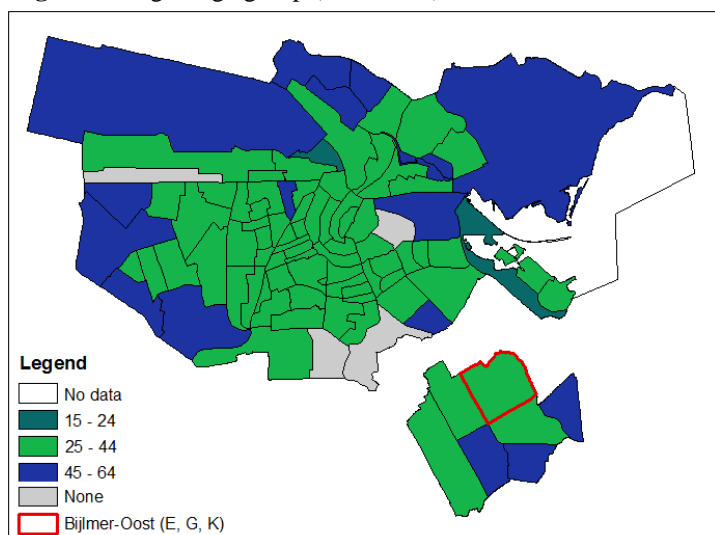 Legend
No data
15 - 24
25 - 44
45 - 64
None
Bijlmer-Oost (E, G, K)